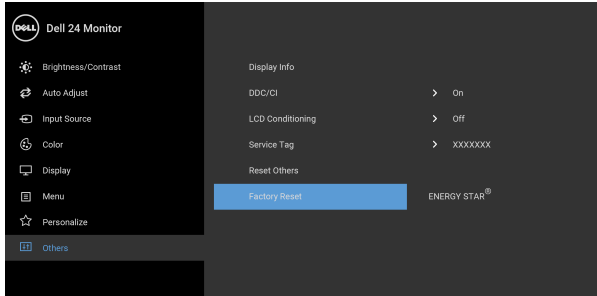 DELL Dell 24 Monitor
Brightness/Contrast
Auto Adjust
Input Source
Color
Display
Menu
Personalize
Others
Display Info
DDC/CI > On
LCD Conditioning > Off
Service Tag > XXXXXXX
Reset Others
Factory Reset ENERGY STAR®